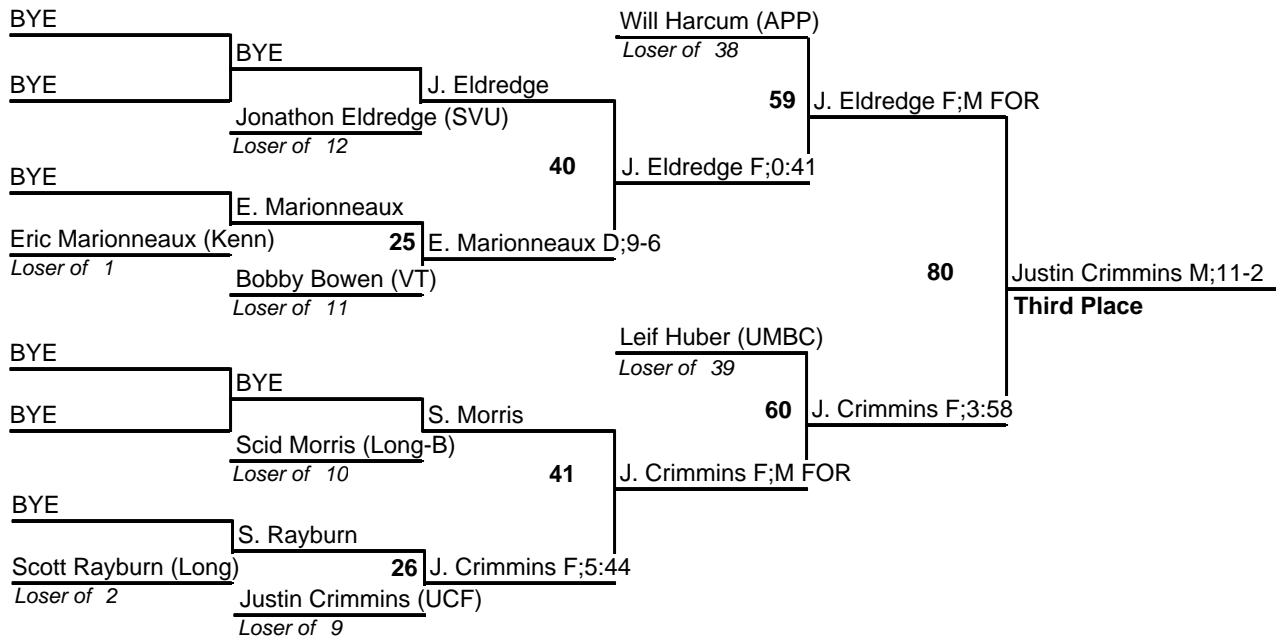 BYE
Will Harcum (APP)
Loser of 38
BYE
BYE
J. Eldredge
59
J. Eldredge F;M FOR
Jonathon Eldredge (SVU)
Loser of 12
40
J. Eldredge F;0:41
BYE
E. Marionneaux
Eric Marionneaux (Kenn)
Loser of 1
25
E. Marionneaux D;9-6
Bobby Bowen (VT)
Loser of 11
80
Justin Crimmins M;11-2
Third Place
Leif Huber (UMBC)
Loser of 39
BYE
BYE
BYE
S. Morris
60
J. Crimmins F;3:58
Scid Morris (Long-B)
Loser of 10
41
J. Crimmins F;M FOR
BYE
S. Rayburn
Scott Rayburn (Long)
Loser of 2
26
J. Crimmins F;5:44
Justin Crimmins (UCF)
Loser of 9